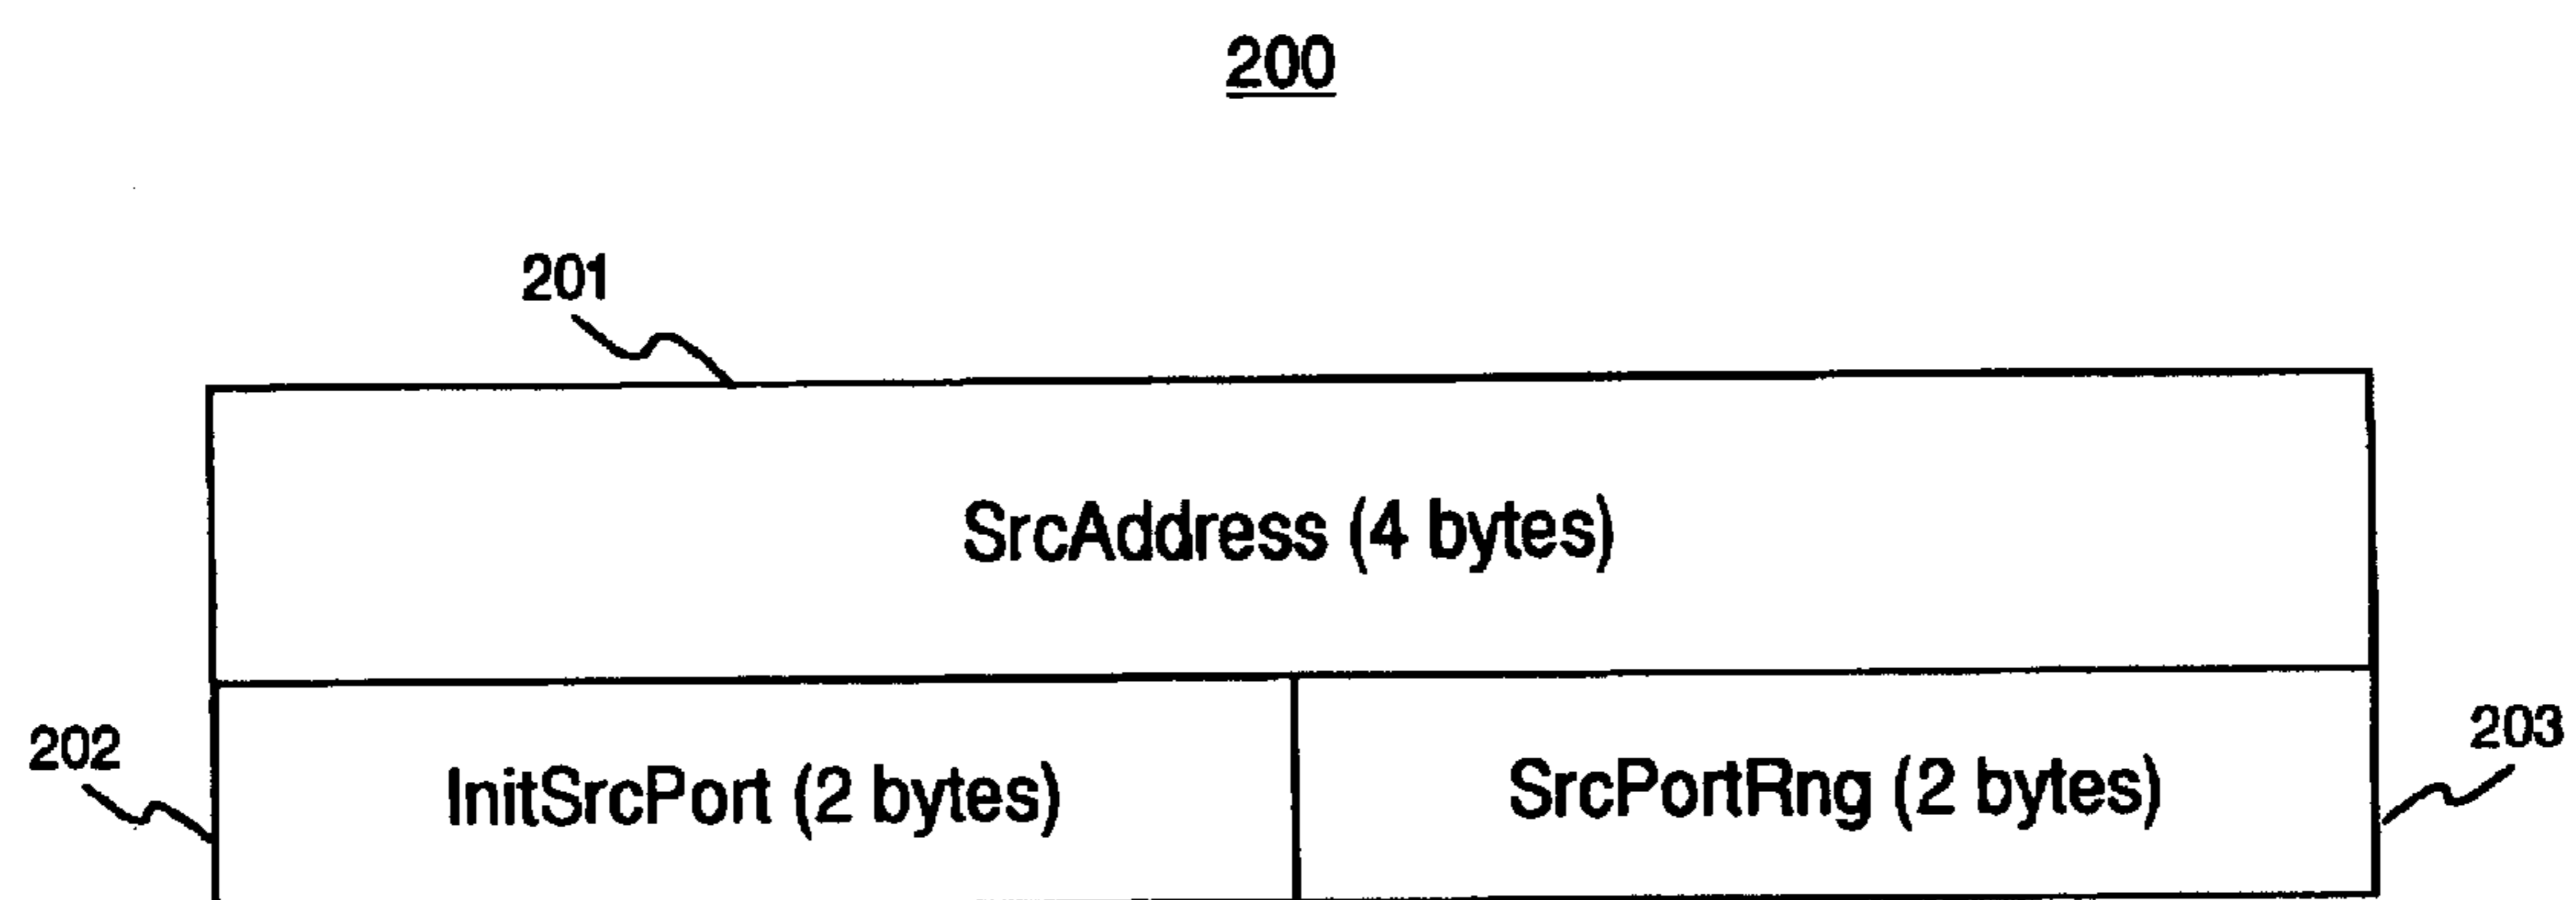 200
201
SrcAddress (4 bytes)
202
InitSrcPort (2 bytes)
SrcPortRng (2 bytes)
203